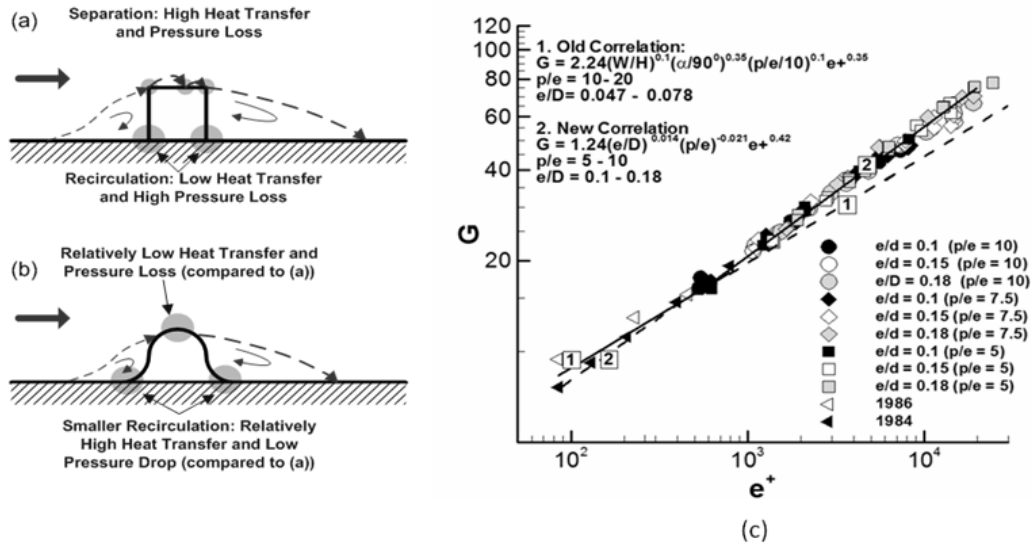 (a)
Separation: High Heat Transfer
and Pressure Loss
Recirculation: Low Heat Transfer
and High Pressure Loss
(b)
Relatively Low Heat Transfer and
Pressure Loss (compared to (a))
Smaller Recirculation: Relatively
High Heat Transfer and Low
Pressure Drop (compared to (a))
G
120
100
80
60
40
20
1. Old Correlation:
G = 2.24(W/H)^0.1(α/90^0)^0.35(p/e/10)^0.1e+^0.35
p/e = 10 - 20
e/D = 0.047 - 0.078
2. New Correlation
G = 1.24(e/D)^0.014(p/e)^-0.021e+^0.42
p/e = 5 - 10
e/D = 0.1 - 0.18
2
1
1
2
G
e/d = 0.1 (p/e = 10)
e/d = 0.15 (p/e = 10)
e/D = 0.18 (p/e = 10)
e/d = 0.1 (p/e = 7.5)
e/d = 0.15 (p/e = 7.5)
e/d = 0.18 (p/e = 7.5)
e/d = 0.1 (p/e = 5)
e/d = 0.15 (p/e = 5)
e/d = 0.18 (p/e = 5)
1986
1984
10^2 10^3 10^4
e^+
(c)